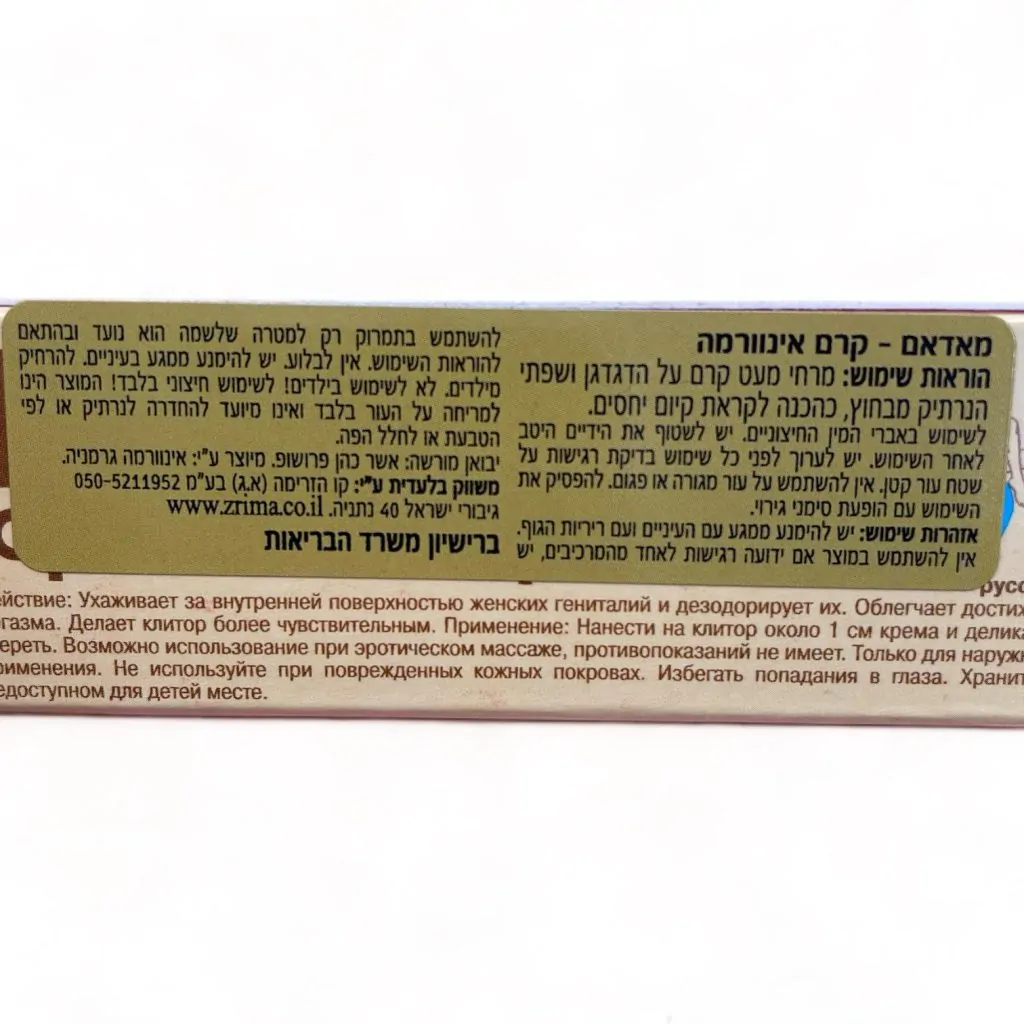 מאדאם - קרם אינוורמה
הוראות שימוש: מרחי מעט קרם על הדגדגן ושפתי
הנרתיק מבחוץ, כהכנה לקראת קיום יחסים.
לשימוש באברי המין החיצוניים. יש לשטוף את הידיים היטב
לאחר השימוש. יש לערוך לפני כל שימוש בדיקת רגישות על
שטח עור קטן. אין להשתמש על עור מגורה או פגום. להפסיק את
השימוש עם הופעת סימני גירוי.
אזהרות שימוש: יש להימנע ממגע עם העיניים ועם ריריות הגוף.
אין להשתמש במוצר אם ידועה רגישות לאחד מהמרכיבים, יש
להשתמש בתמרוק רק למטרה שלשמה הוא נועד ובהתאם
להוראות השימוש. אין לבלוע. יש להימנע ממגע בעיניים. להרחיק
מילדים. לא לשימוש בילדים! לשימוש חיצוני בלבד! המוצר הינו
למריחה על העור בלבד ואינו מיועד להחדרה לנרתיק או לפי
הטבעת או לחלל הפה.
יבואן מורשה: אשר כהן פרושופ. מיוצר ע״י: אינוורמה גרמניה.
משווק בלעדית ע״י: קו הזרימה (א.ג) בע״מ 050-5211952
גיבורי ישראל 40 נתניה. www.zrima.co.il
ברישיון משרד הבריאות
русс
йствие: Ухаживает за внутренней поверхностью женских гениталий и дезодорирует их. Облегчает достиж
газма. Делает клитор более чувствительным. Применение: Нанести на клитор около 1 см крема и делика
ереть. Возможно использование при эротическом массаже, противопоказаний не имеет. Только для наружн
рименения. Не используйте при поврежденных кожных покровах. Избегать попадания в глаза. Хранит
едоступном для детей месте.